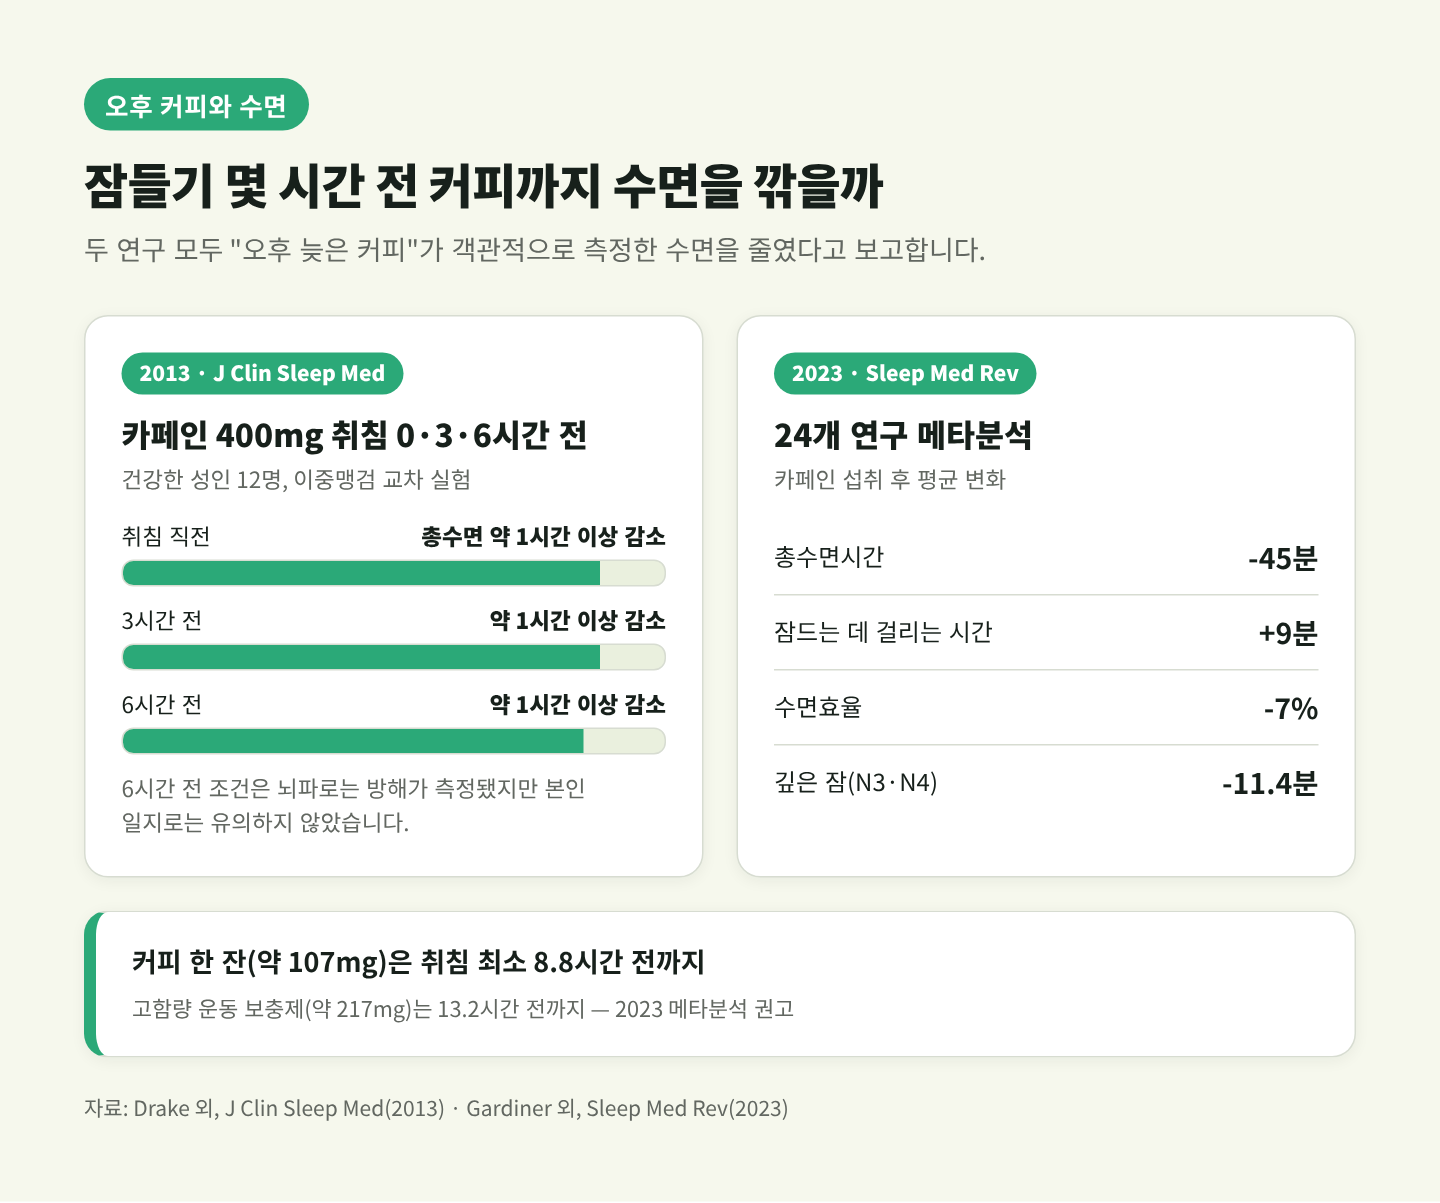 오후 커피와 수면
잠들기 몇 시간 전 커피까지 수면을 깎을까
두 연구 모두 "오후 늦은 커피"가 객관적으로 측정한 수면을 줄였다고 보고합니다.
2013 · J Clin Sleep Med
카페인 400mg 취침 0·3·6시간 전
건강한 성인 12명, 이중맹검 교차 실험
취침 직전 총수면 약 1시간 이상 감소
3시간 전 약 1시간 이상 감소
6시간 전 약 1시간 이상 감소
6시간 전 조건은 뇌파로는 방해가 측정됐지만 본인
일지로는 유의하지 않았습니다.
2023 · Sleep Med Rev
24개 연구 메타분석
카페인 섭취 후 평균 변화
총수면시간 -45분
잠드는 데 걸리는 시간 +9분
수면효율 -7%
깊은 잠(N3·N4) -11.4분
커피 한 잔(약 107mg)은 취침 최소 8.8시간 전까지
고함량 운동 보충제(약 217mg)는 13.2시간 전까지 — 2023 메타분석 권고
자료: Drake 외, J Clin Sleep Med(2013) · Gardiner 외, Sleep Med Rev(2023)